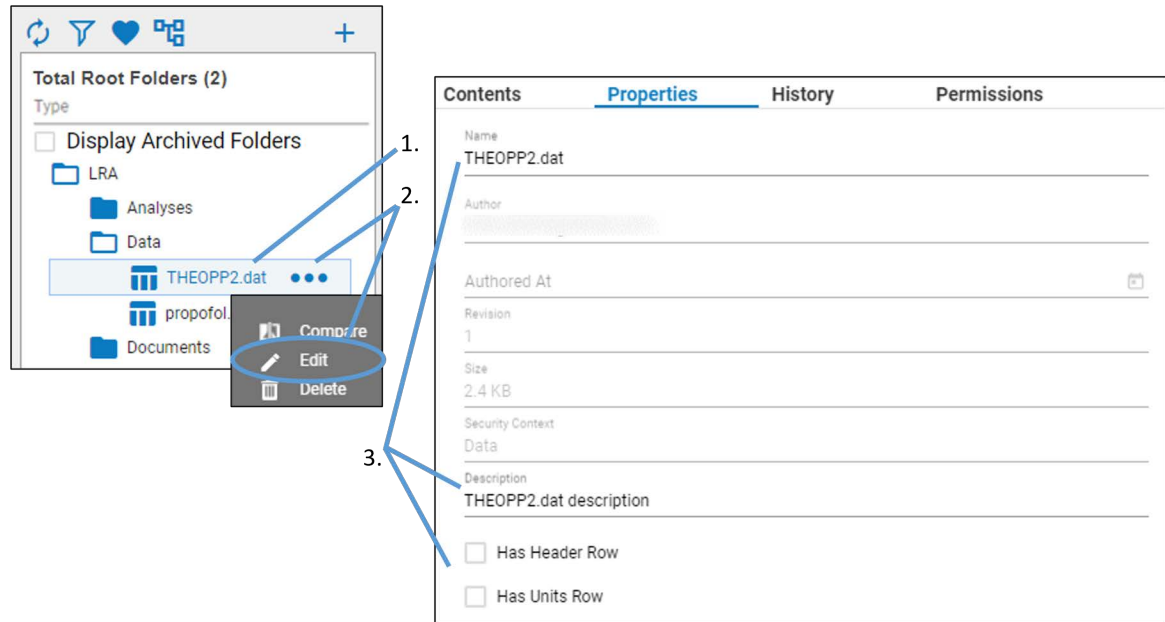 Total Root Folders (2)
Type
Display Archived Folders
LRA
Analyses
Data
THEOPP2.dat
propofol.
Documents
Compare
Edit
Delete
1.
2.
3.
Contents Properties History Permissions
Name
THEOPP2.dat
Author
Authored At
Revision
1
Size
2.4 KB
Security Context
Data
Description
THEOPP2.dat description
Has Header Row
Has Units Row